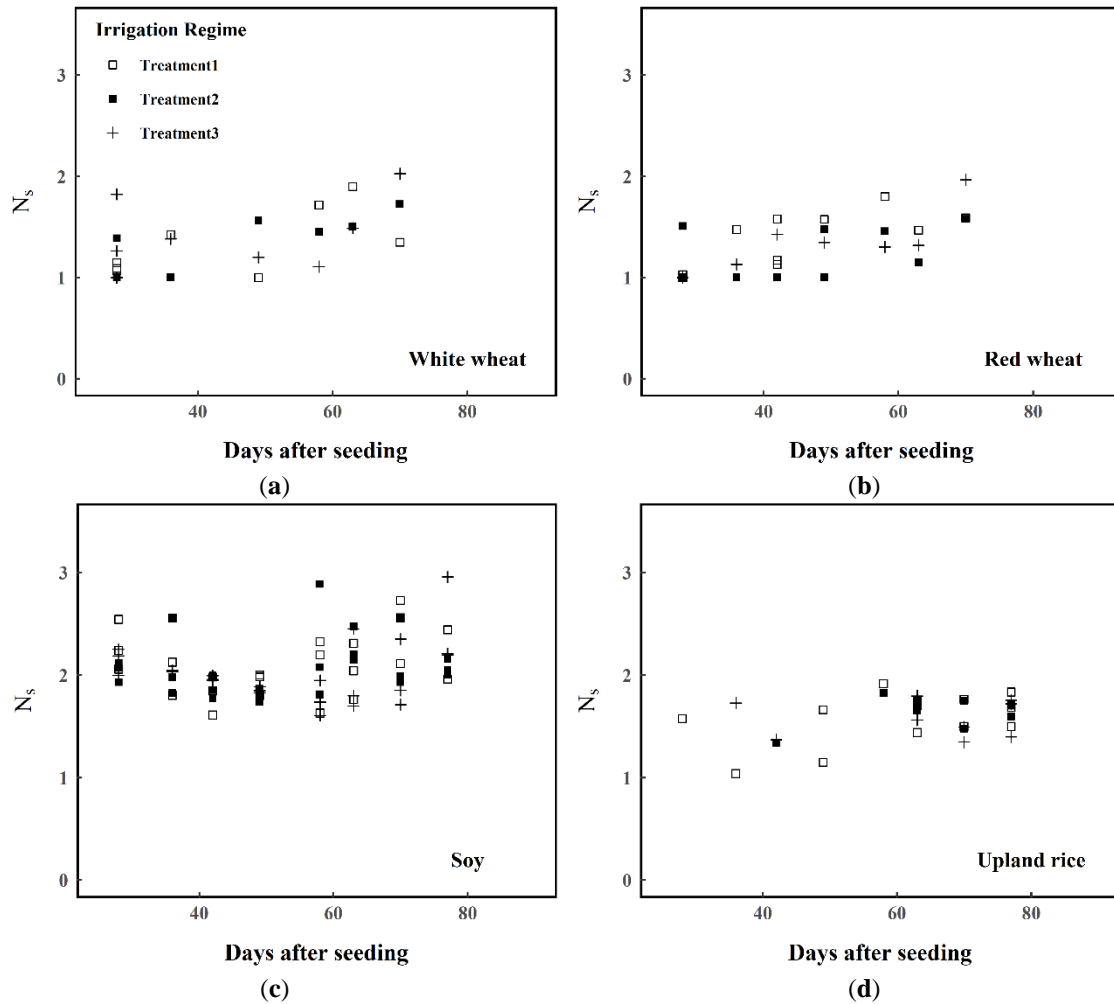 Irrigation Regime
Treatment1
Treatment2
Treatment3
3
2
1
0
Ns
40
60
80
White wheat
Days after seeding
(a)
3
2
1
0
Ns
40
60
80
Red wheat
Days after seeding
(b)
3
2
1
0
Ns
40
60
80
Soy
Days after seeding
(c)
3
2
1
0
Ns
40
60
80
Upland rice
Days after seeding
(d)